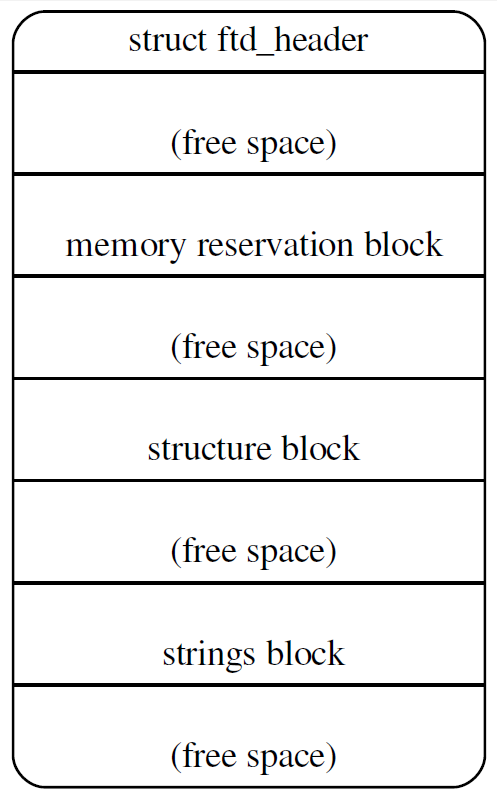 struct ftd_header
(free space)
memory reservation block
(free space)
structure block
(free space)
strings block
(free space)